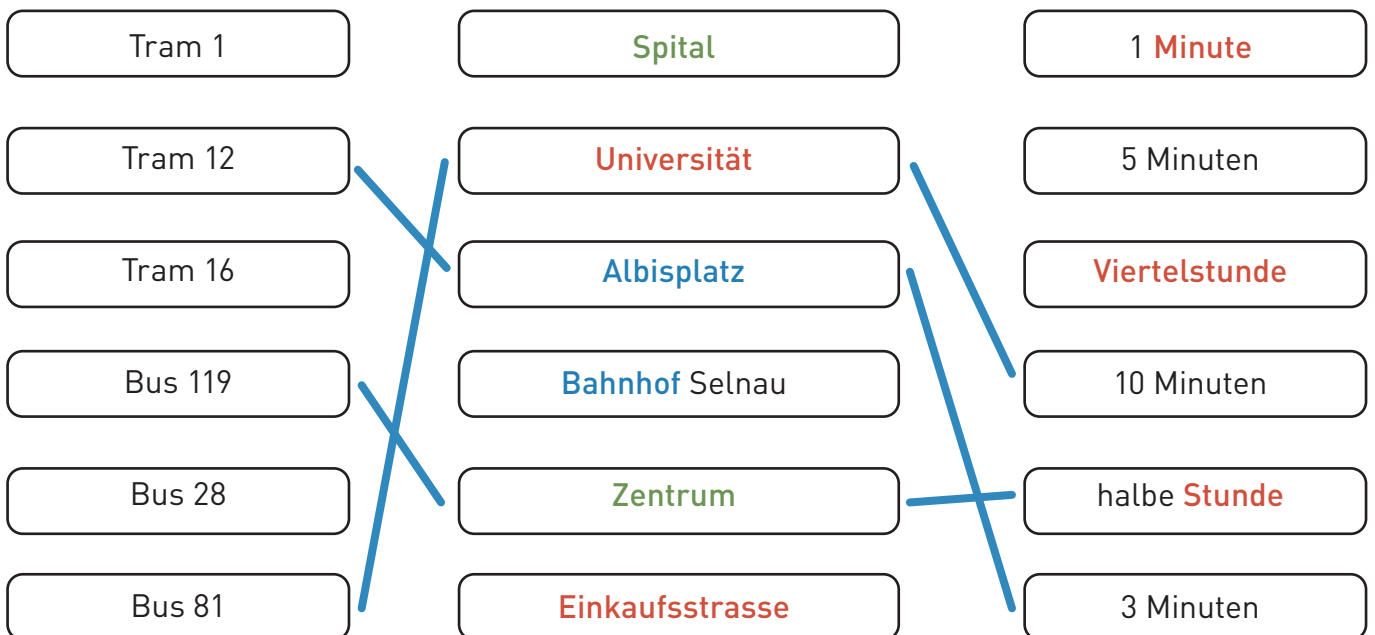 Tram 1
Spital
1 Minute
Tram 12
Universität
5 Minuten
Tram 16
Albisplatz
Viertelstunde
Bus 119
Bahnhof Selnau
10 Minuten
Bus 28
Zentrum
halbe Stunde
Bus 81
Einkaufsstrasse
3 Minuten